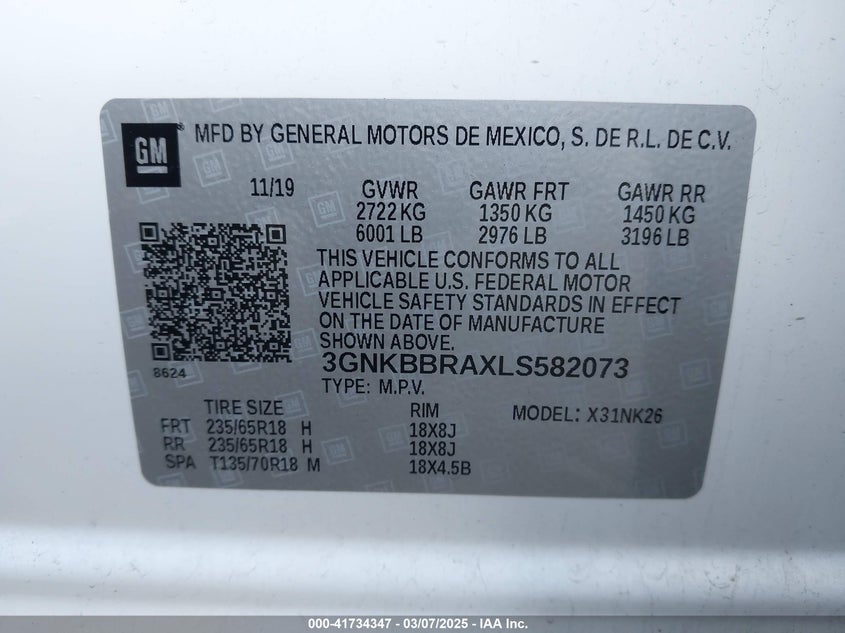 GM ® MFD BY GENERAL MOTORS DE MEXICO, S. DE R.L. DE C.V.
11/19 GVWR GAWR FRT GAWR RR
2722 KG 1350 KG 1450 KG
6001 LB 2976 LB 3196 LB
THIS VEHICLE CONFORMS TO ALL
APPLICABLE U.S. FEDERAL MOTOR
VEHICLE SAFETY STANDARDS IN EFFECT
ON THE DATE OF MANUFACTURE
SHOWN ABOVE.
8624 3GNKBBRAXLS582073
TYPE: M.P.V.
TIRE SIZE RIM MODEL: X31NK26
FRT 235/65R18 H 18X8J
RR 235/65R18 H 18X8J
SPA T135/70R18 M 18X4.5B
000-41734347 — 03/07/2025 — IAA Inc.